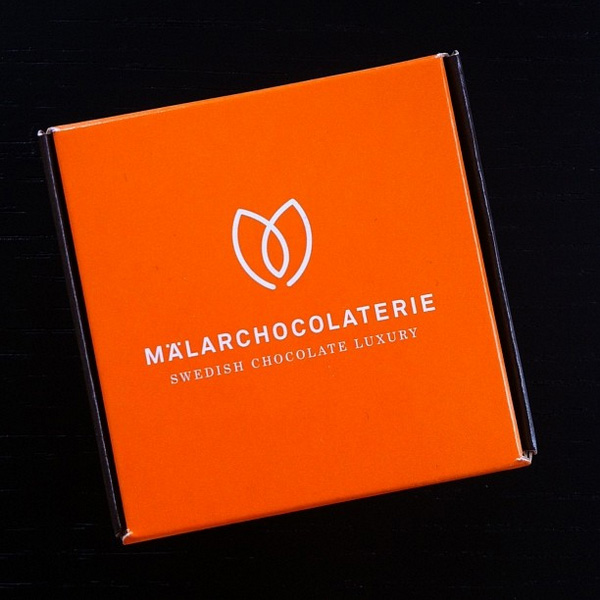 MÄLARCHOCOLATERIE
SWEDISH CHOCOLATE LUXURY